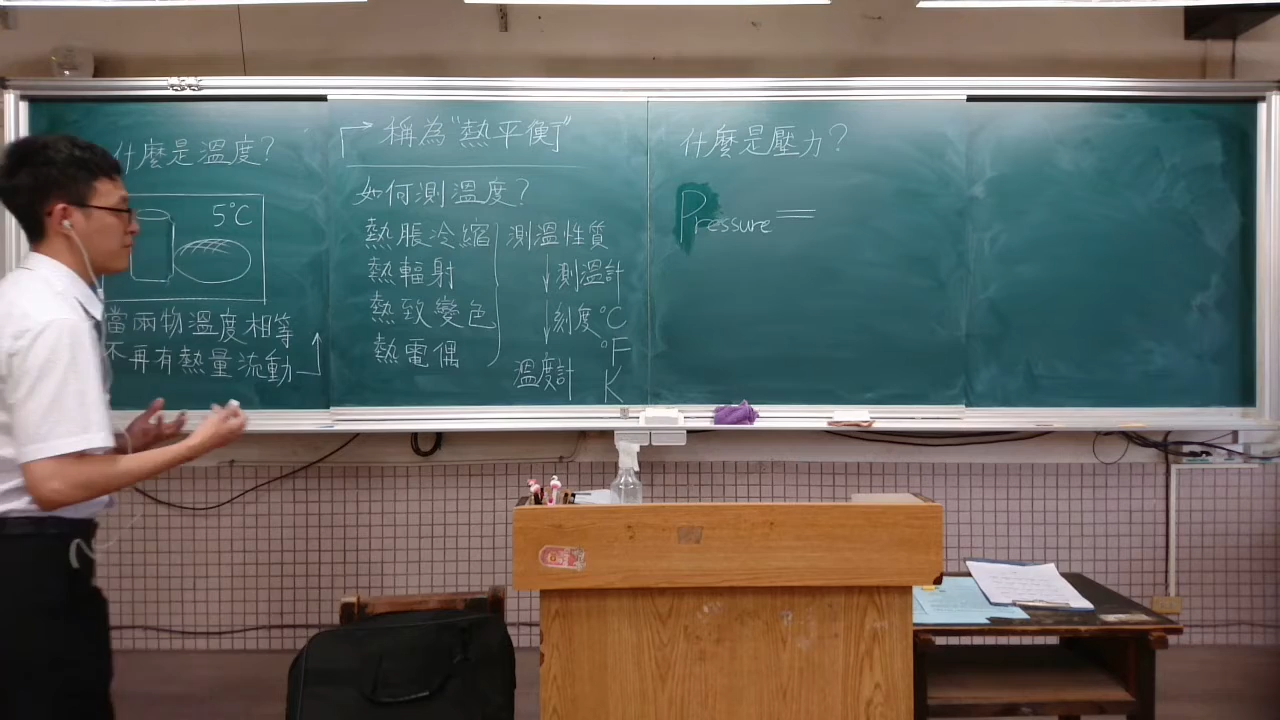 什麼是溫度?
5°C
當兩物溫度相等
不再有熱量流動
稱為"熱平衡"
如何測溫度?
熱脹冷縮
熱輻射
熱致變色
熱電偶
測溫性質
測溫計
刻度°C
°F
K
溫度計
什麼是壓力?
Pressure=